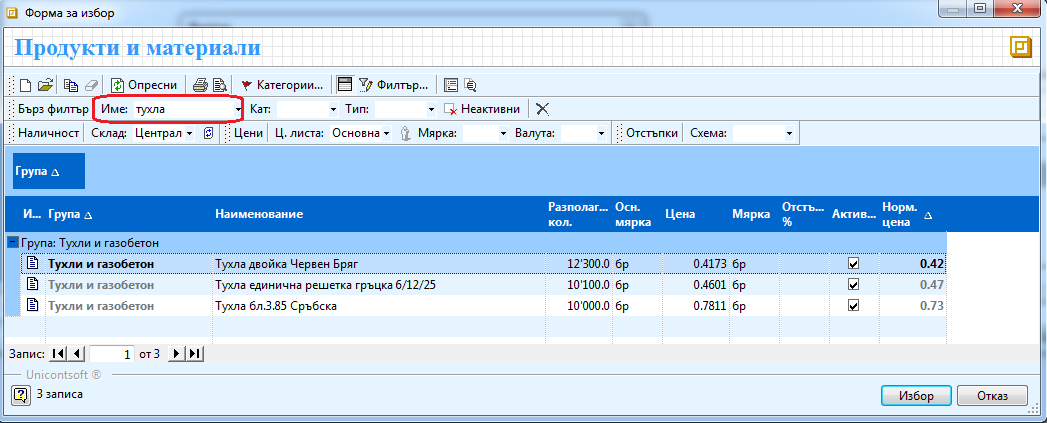 Форма за избор
Продукти и материали
Опресни Категории... Филтър...
Бърз филтър Име: тухла Кат: Тип: Неактивни
Наличност Склад: Централ Цени Ц. листа: Основна Мярка: Валута: Отстъпки Схема:
Група
И... Група Наименование Разполаг... кол. Осн. мярка Цена Мярка Отстъ... % Актив... Норм. цена
Група: Тухли и газобетон
Тухли и газобетон Тухла двойка Червен Бряг 12'300.0 бр 0.4173 бр 0.42
Тухли и газобетон Тухла единична решетка гръцка 6/12/25 10'100.0 бр 0.4601 бр 0.47
Тухли и газобетон Тухла бл.3.85 Сръбска 10'000.0 бр 0.7811 бр 0.73
Запис: 1 от 3
Unicontsoft ®
3 записа Избор Отказ